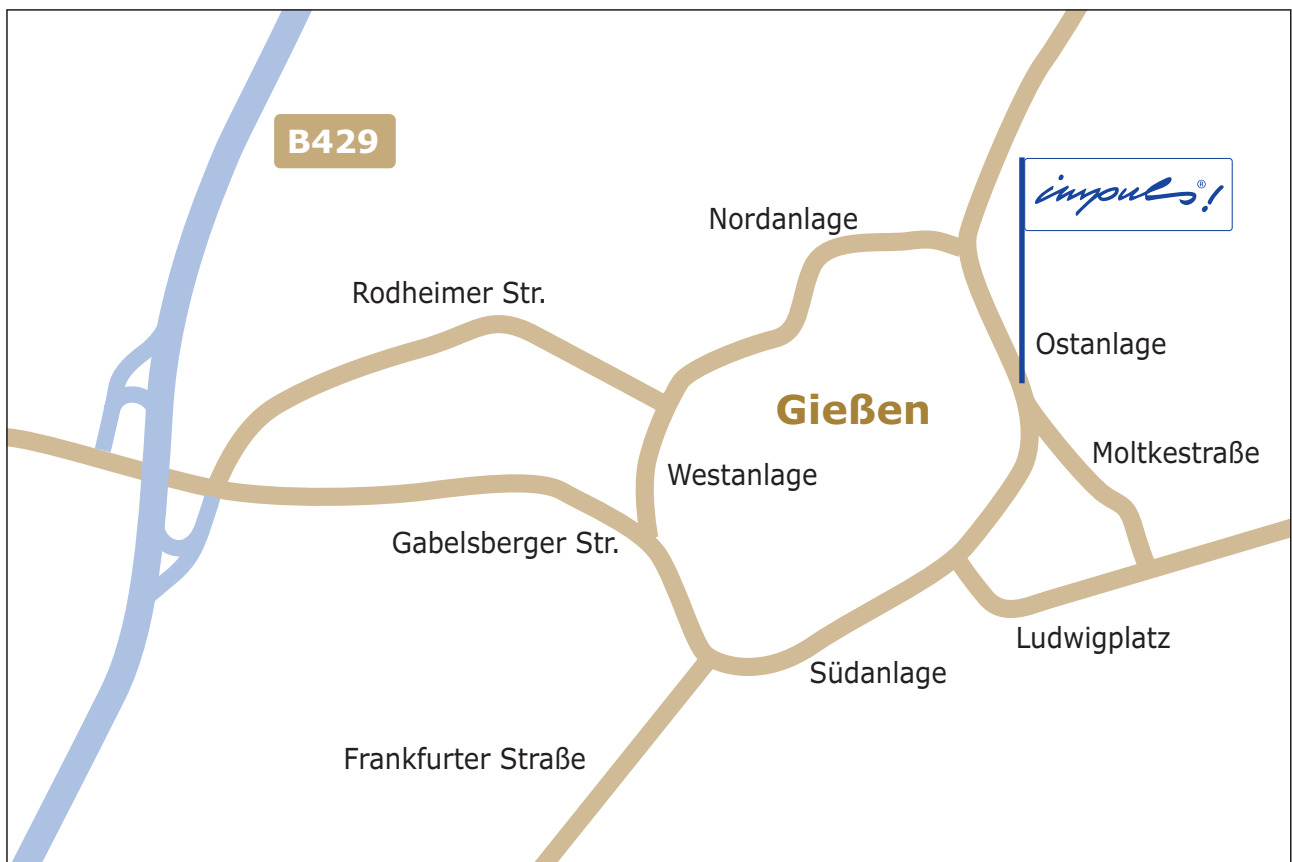 B429
impuls!®
Nordanlage
Rodheimer Str.
Ostanlage
Gießen
Moltkestraße
Westanlage
Gabelsberger Str.
Ludwigplatz
Südanlage
Frankfurter Straße